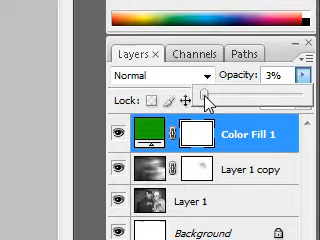 Layers × Channels Paths
Normal Opacity: 3%
Lock:
Color Fill 1
Layer 1 copy
Layer 1
Background